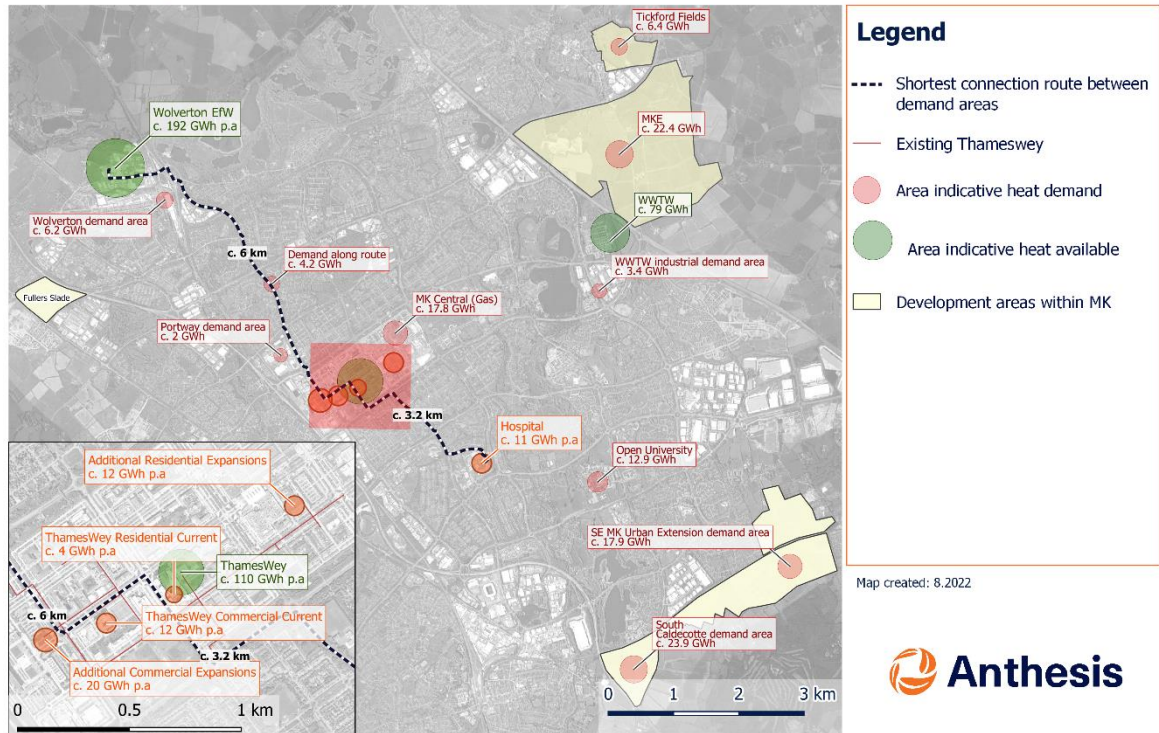 Tickford Fields
c. 6.4 GWh
Wolverton EfW
c. 192 GWh p.a
MKE
c. 22.4 GWh
WWTW
c. 79 GWh
Wolverton demand area
c. 6.2 GWh
c. 6 km
Demand along route
c. 4.2 GWh
WWTW industrial demand area
c. 3.4 GWh
Fullers Slade
MK Central (Gas)
c. 17.8 GWh
Portway demand area
c. 2 GWh
c. 3.2 km
Hospital
c. 11 GWh p.a
Open University
c. 12.9 GWh
SE MK Urban Extension demand area
c. 17.9 GWh
South
Caldecotte demand area
c. 23.9 GWh
0 1 2 3 km
Additional Residential Expansions
c. 12 GWh p.a
ThamesWey Residential Current
c. 4 GWh p.a
ThamesWey
c. 110 GWh p.a
c. 6 km
ThamesWey Commercial Current
c. 12 GWh p.a
c. 3.2 km
Additional Commercial Expansions
c. 20 GWh p.a
0 0.5 1 km
Legend
Shortest connection route between
demand areas
Existing Thameswey
Area indicative heat demand
Area indicative heat available
Development areas within MK
Map created: 8.2022
Anthesis